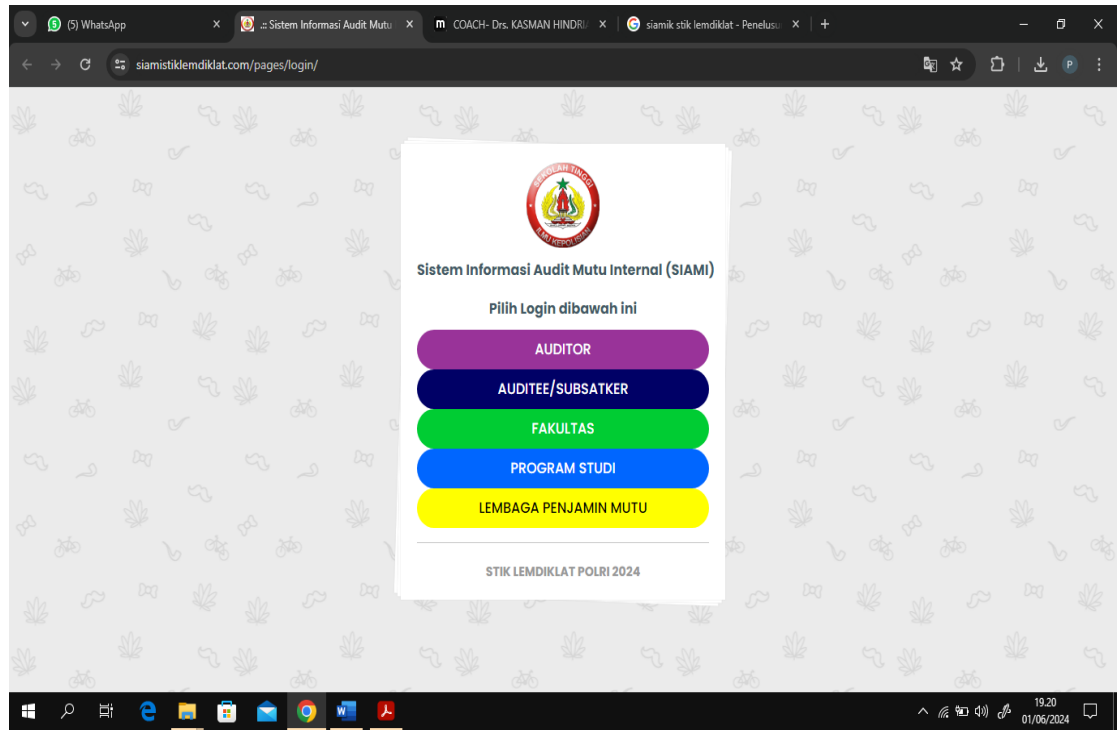 (5) WhatsApp
.:: Sistem Informasi Audit Mutu
COACH- Drs. KASMAN HINDRI
siamik stik lemdiklat - Penelusu
siamistiklemdiklat.com/pages/login/
P
SEKOLAH TINGGI
ILMU KEPOLISIAN
Sistem Informasi Audit Mutu Internal (SIAMI)
Pilih Login dibawah ini
AUDITOR
AUDITEE/SUBSATKER
FAKULTAS
PROGRAM STUDI
LEMBAGA PENJAMIN MUTU
STIK LEMDIKLAT POLRI 2024
19.20
01/06/2024